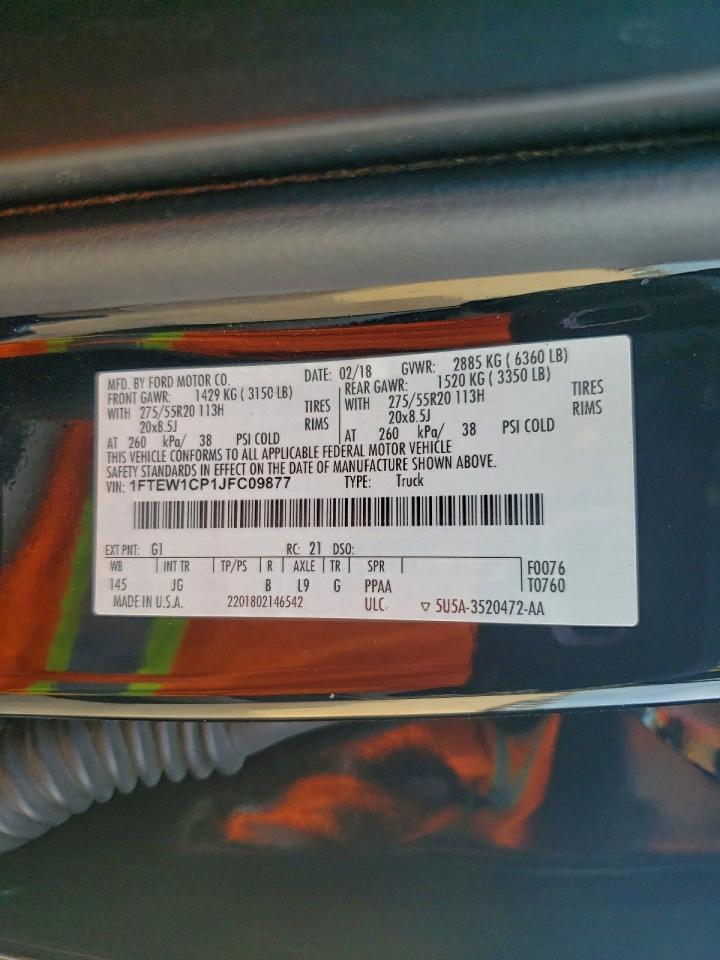 MFD. BY FORD MOTOR CO. DATE: 02/18 GVWR: 2885 KG ( 6360 LB)
FRONT GAWR: 1429 KG ( 3150 LB) REAR GAWR: 1520 KG ( 3350 LB)
WITH 275/55R20 113H TIRES WITH 275/55R20 113H TIRES
20x8.5J RIMS 20x8.5J RIMS
AT 260 kPa/ 38 PSI COLD AT 260 kPa/ 38 PSI COLD
THIS VEHICLE CONFORMS TO ALL APPLICABLE FEDERAL MOTOR VEHICLE
SAFETY STANDARDS IN EFFECT ON THE DATE OF MANUFACTURE SHOWN ABOVE.
VIN: 1FTEW1CP1JFC09877 TYPE: Truck
EXT PNT: G1 RC: 21 DSO:
WB INT TR TP/PS R AXLE TR SPR F0076
145 JG B L9 G PPAA T0760
MADE IN U.S.A. 2201802146542 ULC ▽ 5U5A-3520472-AA